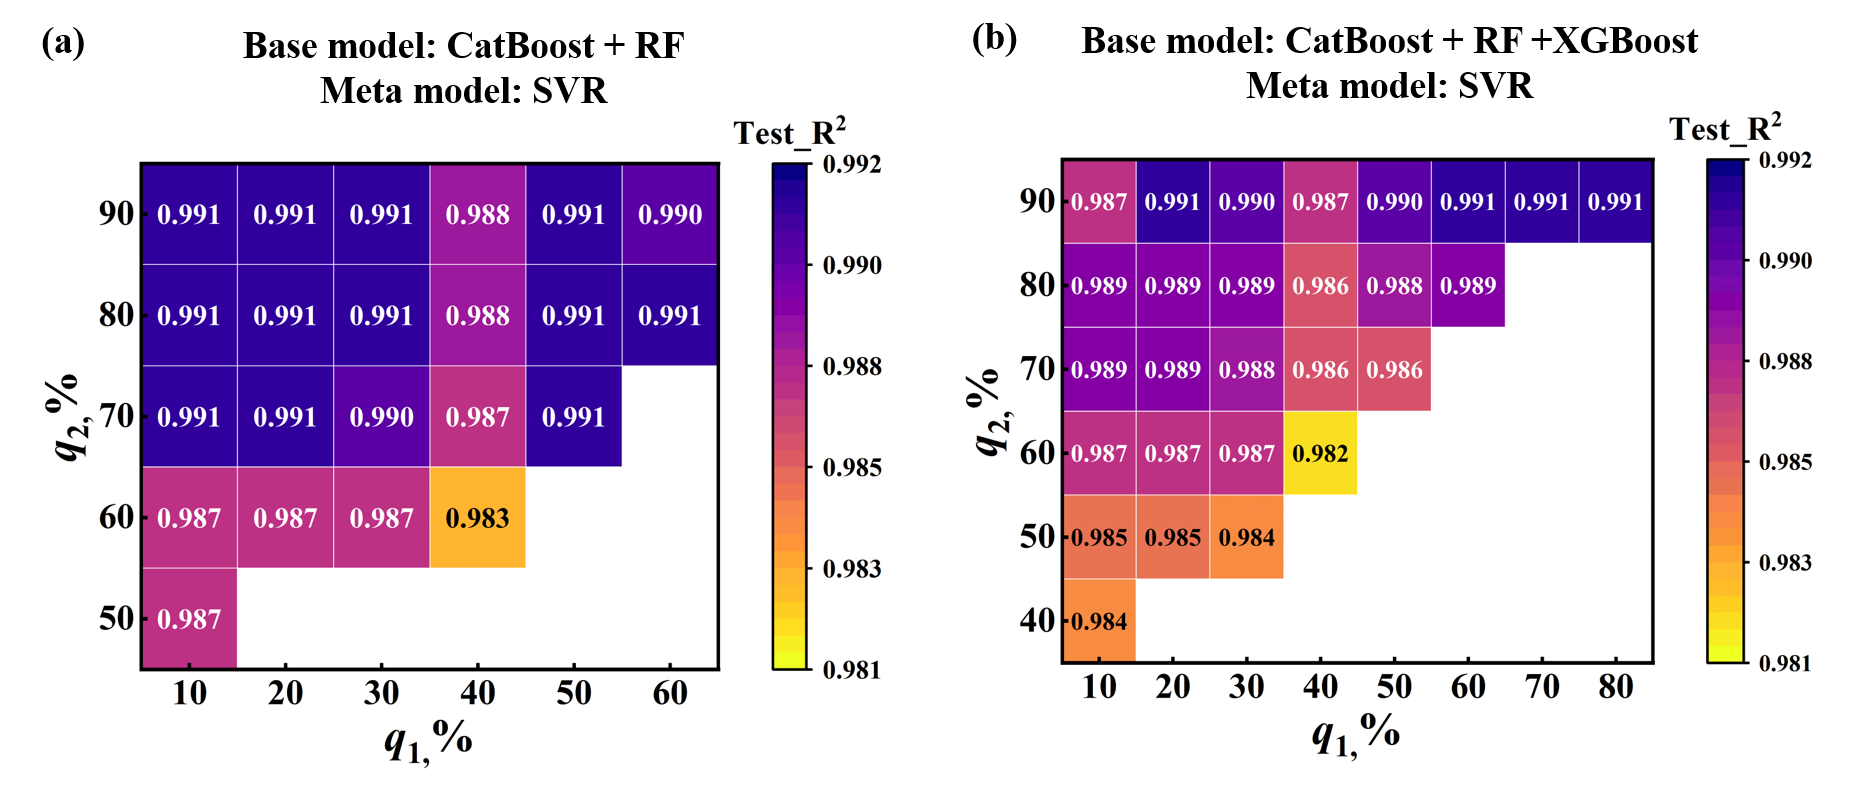 (a)
Base model: CatBoost + RF
Meta model: SVR
Test_R²
90 0.991 0.991 0.991 0.988 0.991 0.990
80 0.991 0.991 0.991 0.988 0.991 0.991
70 0.991 0.991 0.990 0.987 0.991
60 0.987 0.987 0.987 0.983
50 0.987
10 20 30 40 50 60
q₁,%
q₂,%
0.992
0.990
0.988
0.985
0.983
0.981
(b)
Base model: CatBoost + RF +XGBoost
Meta model: SVR
Test_R²
90 0.987 0.991 0.990 0.987 0.990 0.991 0.991 0.991
80 0.989 0.989 0.989 0.986 0.988 0.989
70 0.989 0.989 0.988 0.986 0.986
60 0.987 0.987 0.987 0.982
50 0.985 0.985 0.984
40 0.984
10 20 30 40 50 60 70 80
q₁,%
q₂,%
0.992
0.990
0.988
0.985
0.983
0.981